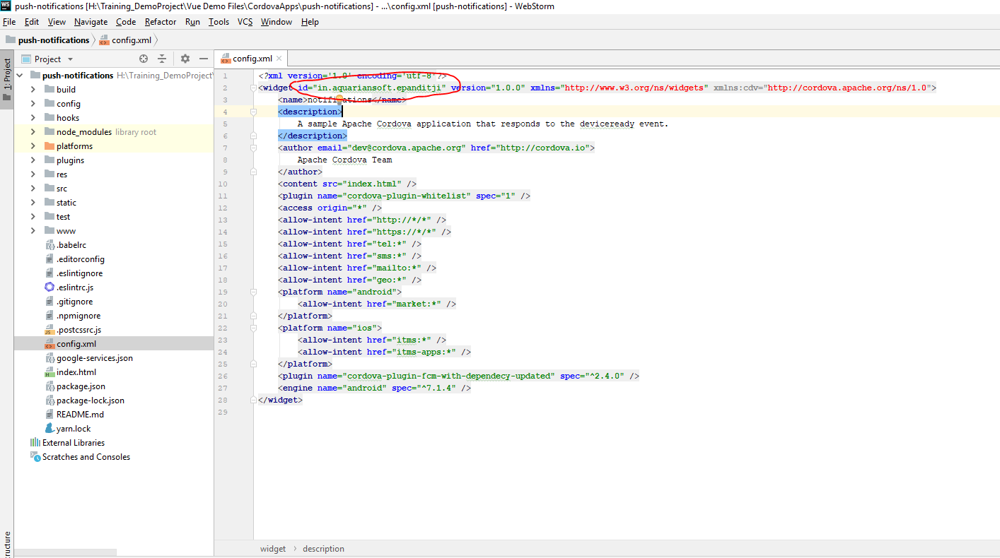 push-notifications [H:\Training_DemoProject\Vue Demo Files\CordovaApps\push-notifications] - ...\config.xml [push-notifications] - WebStorm
File Edit View Navigate Code Refactor Run Tools VCS Window Help
push-notifications config.xml
1: Project
Project
config.xml
push-notifications H:\Training_DemoProject\
build
config
hooks
node_modules library root
platforms
plugins
res
src
static
test
www
.babelrc
.editorconfig
.eslintignore
.eslintrc.js
.gitignore
.npmignore
.postcssrc.js
config.xml
google-services.json
index.html
package.json
package-lock.json
README.md
yarn.lock
External Libraries
Scratches and Consoles
1 <?xml version='1.0' encoding='utf-8'?>
2 <widget id="in.aquariansoft.epanditji" version="1.0.0" xmlns="http://www.w3.org/ns/widgets" xmlns:cdv="http://cordova.apache.org/ns/1.0">
3 <name>notifications</name>
4 <description>
5 A sample Apache Cordova application that responds to the deviceready event.
6 </description>
7 <author email="dev@cordova.apache.org" href="http://cordova.io">
8 Apache Cordova Team
9 </author>
10 <content src="index.html" />
11 <plugin name="cordova-plugin-whitelist" spec="1" />
12 <access origin="*" />
13 <allow-intent href="http://*/*" />
14 <allow-intent href="https://*/*" />
15 <allow-intent href="tel:*" />
16 <allow-intent href="sms:*" />
17 <allow-intent href="mailto:*" />
18 <allow-intent href="geo:*" />
19 <platform name="android">
20 <allow-intent href="market:*" />
21 </platform>
22 <platform name="ios">
23 <allow-intent href="itms:*" />
24 <allow-intent href="itms-apps:*" />
25 </platform>
26 <plugin name="cordova-plugin-fcm-with-dependecy-updated" spec="^2.4.0" />
27 <engine name="android" spec="^7.1.4" />
28 </widget>
29
widget description